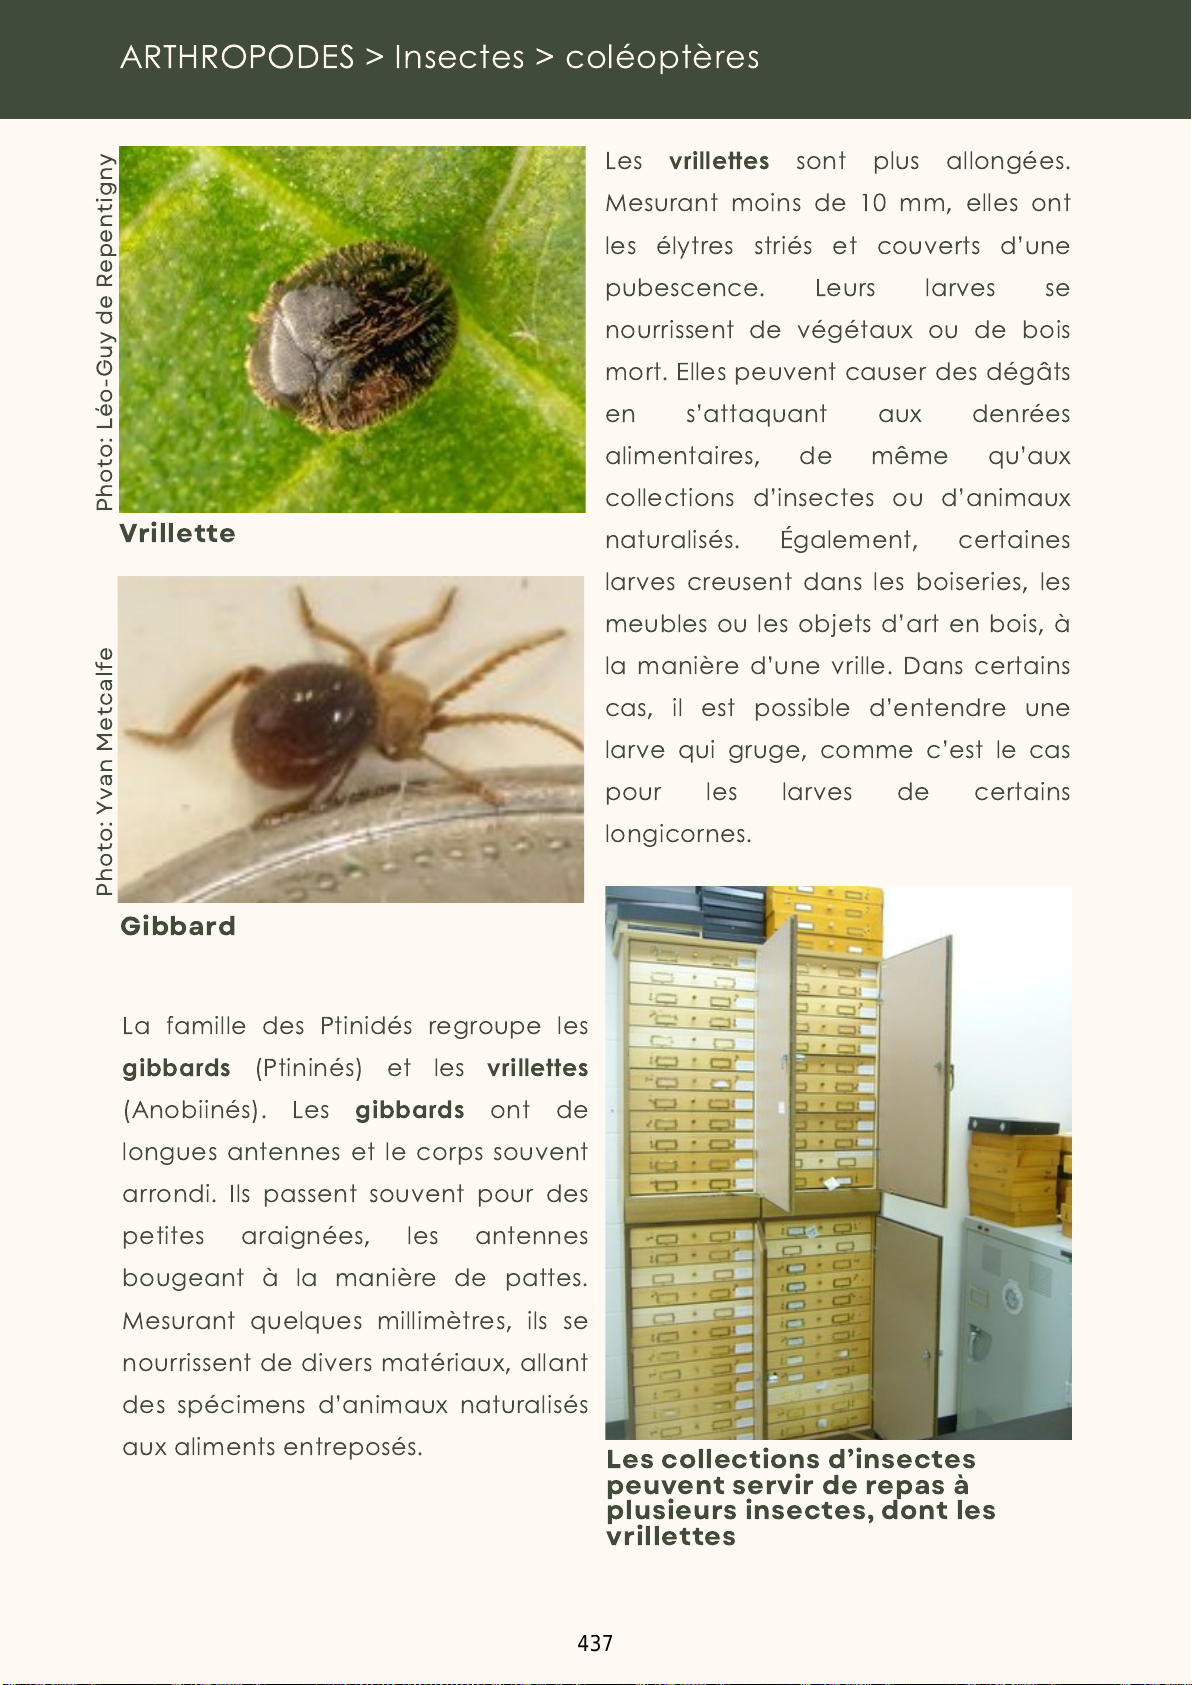 ARTHROPODES > Insectes > coléoptères
Photo: Léo-Guy de Repentigny
Vrillette
Photo: Yvan Metcalfe
Gibbard
La famille des Ptinidés regroupe les
gibbards (Ptininés) et les vrillettes
(Anobiinés). Les gibbards ont de
longues antennes et le corps souvent
arrondi. Ils passent souvent pour des
petites araignées, les antennes
bougeant à la manière de pattes.
Mesurant quelques millimètres, ils se
nourrissent de divers matériaux, allant
des spécimens d'animaux naturalisés
aux aliments entreposés.
Les vrillettes sont plus allongées.
Mesurant moins de 10 mm, elles ont
les élytres striés et couverts d'une
pubescence. Leurs larves se
nourrissent de végétaux ou de bois
mort. Elles peuvent causer des dégâts
en s'attaquant aux denrées
alimentaires, de même qu'aux
collections d'insectes ou d'animaux
naturalisés. Également, certaines
larves creusent dans les boiseries, les
meubles ou les objets d'art en bois, à
la manière d'une vrille. Dans certains
cas, il est possible d'entendre une
larve qui gruge, comme c'est le cas
pour les larves de certains
longicornes.
Les collections d'insectes
peuvent servir de repas à
plusieurs insectes, dont les
vrillettes
437